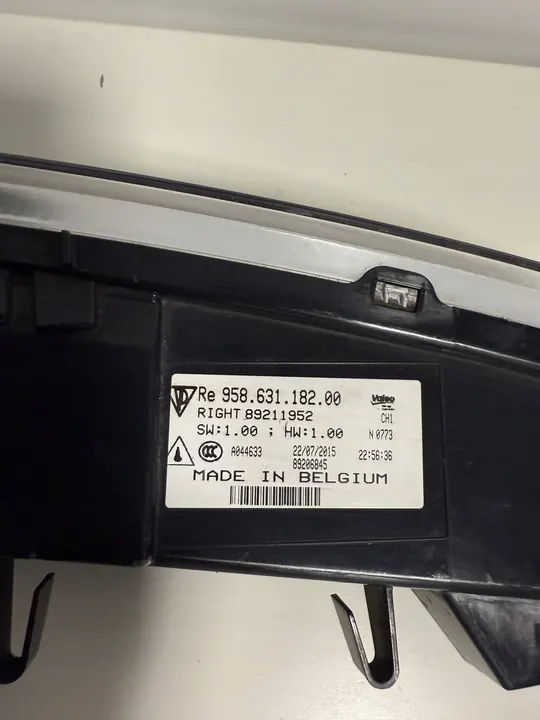 Re 958.631.182.00
Valeo
RIGHT 89211952
CH1
SW:1.00 ; HW:1.00
N 0773
CCC
A044633
22/07/2015
22:56:36
89206845
MADE IN BELGIUM